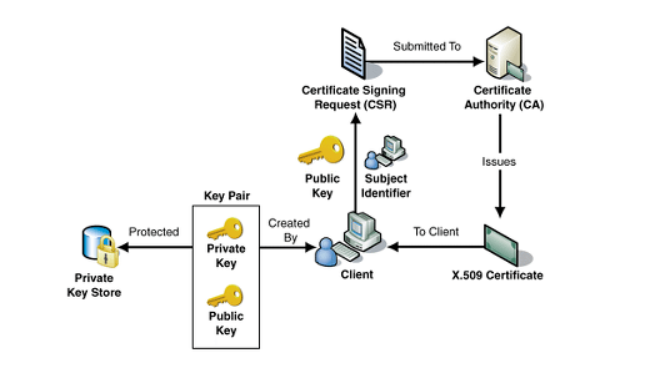 Submitted To
Certificate Signing
Request (CSR)
Certificate
Authority (CA)
Issues
Public
Key
Subject
Identifier
Key Pair
Protected
Private
Key
Created
By
To Client
Private
Key Store
Client
X.509 Certificate
Public
Key